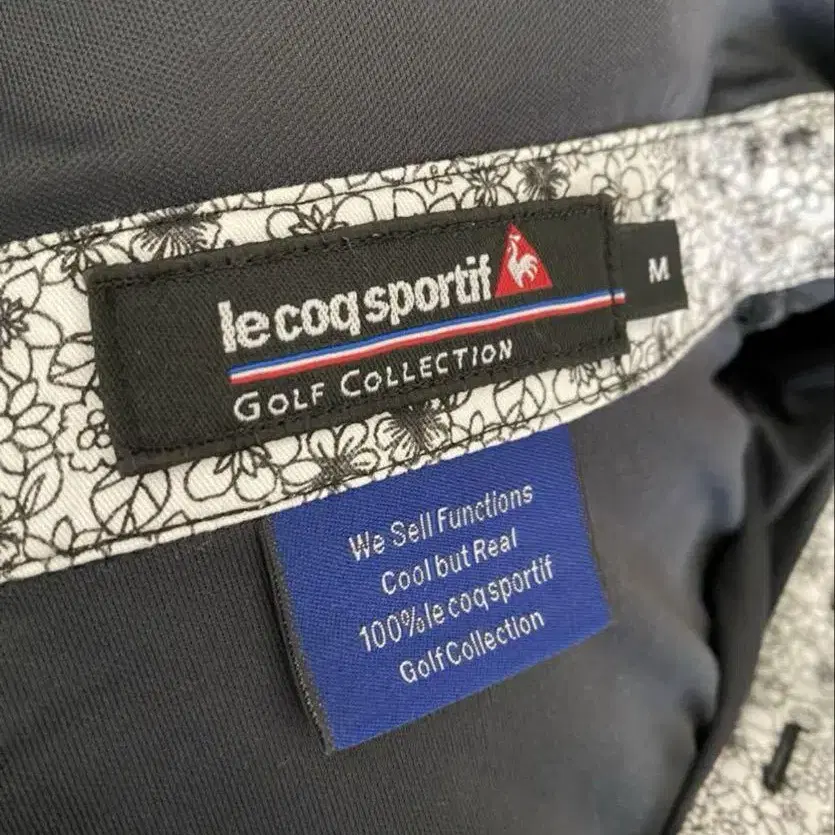 le coq sportif
GOLF COLLECTION
M
We Sell Functions
Cool but Real
100% le coq sportif
Golf Collection